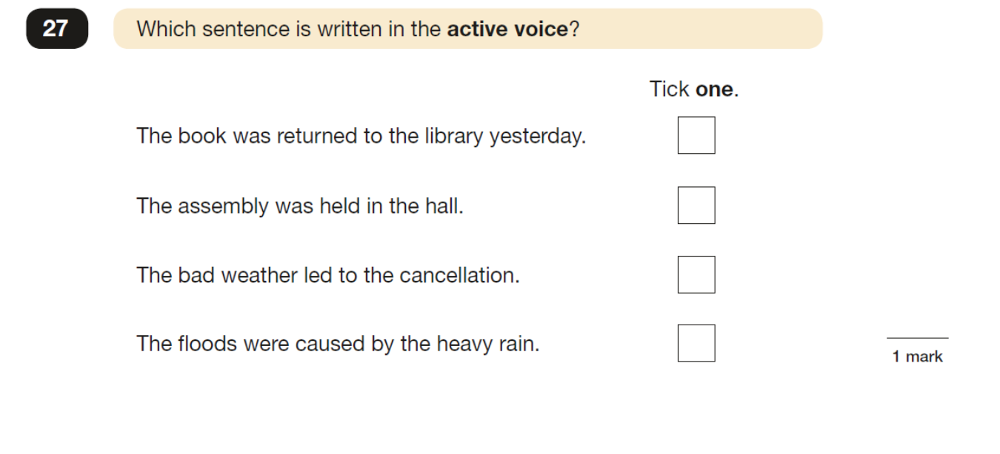 27 Which sentence is written in the active voice?
Tick one.
The book was returned to the library yesterday.
The assembly was held in the hall.
The bad weather led to the cancellation.
The floods were caused by the heavy rain.
1 mark